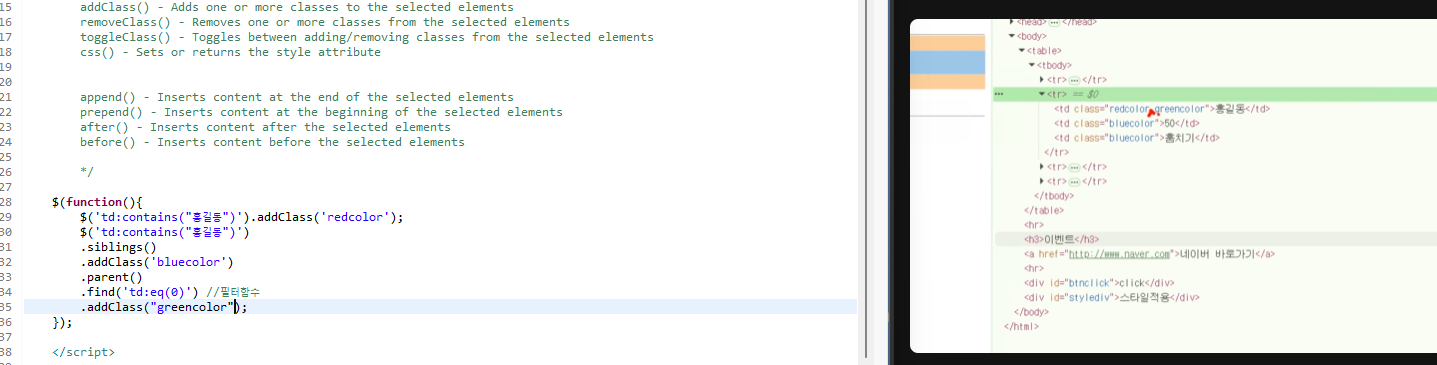 15 addClass() - Adds one or more classes to the selected elements
16 removeClass() - Removes one or more classes from the selected elements
17 toggleClass() - Toggles between adding/removing classes from the selected elements
18 css() - Sets or returns the style attribute
19
20
21 append() - Inserts content at the end of the selected elements
22 prepend() - Inserts content at the beginning of the selected elements
23 after() - Inserts content after the selected elements
24 before() - Inserts content before the selected elements
25
26 */
27
28 $(function(){
29 $('td:contains("홍길동")').addClass('redcolor');
30 $('td:contains("홍길동")')
31 .siblings()
32 .addClass('bluecolor')
33 .parent()
34 .find('td:eq(0)') //필터함수
35 .addClass("greencolor");
36 });
37
38 </script>
<head>…</head>
<body>
<table>
<tbody>
<tr>…</tr>
… <tr> == $0
<td class="redcolor greencolor">홍길동</td>
<td class="bluecolor">50</td>
<td class="bluecolor">훔치기</td>
</tr>
<tr>…</tr>
<tr>…</tr>
</tbody>
</table>
<hr>
<h3>이벤트</h3>
<a href="http://www.naver.com">네이버 바로가기</a>
<hr>
<div id="btnclick">click</div>
<div id="stylediv">스타일적용</div>
</body>
</html>